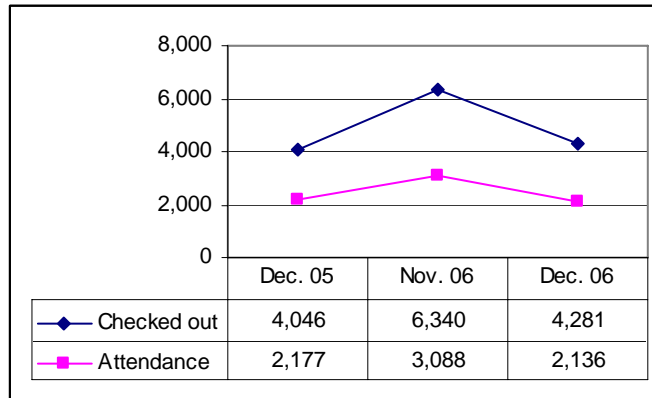 8,000
6,000
4,000
2,000
0
Dec. 05 Nov. 06 Dec. 06
Checked out 4,046 6,340 4,281
Attendance 2,177 3,088 2,136